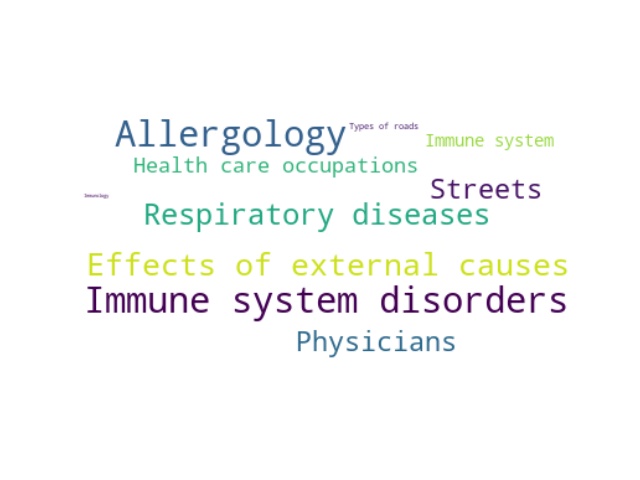 Allergology
Types of roads
Immune system
Health care occupations
Streets
Immunology
Respiratory diseases
Effects of external causes
Immune system disorders
Physicians